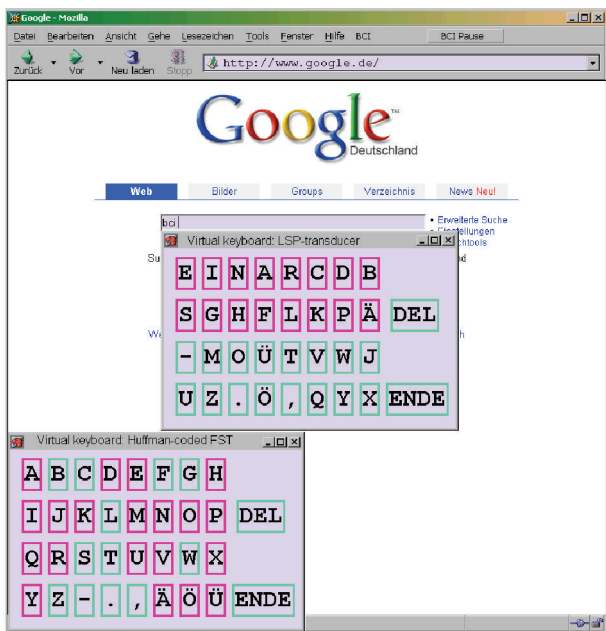 Google - Mozilla
Datei Bearbeiten Ansicht Gehe Lesezeichen Tools Fenster Hilfe BCI BCI Pause
Zurück Vor Neu laden Stopp http://www.google.de/
Google™
Deutschland
Web Bilder Groups Verzeichnis News Neu!
bci
Erweiterte Suche
Virtual keyboard: LSP-transducer
E I N A R C D B
S G H F L K P Ä DEL
- M O Ü T V W J
U Z . Ö , Q Y X ENDE
Virtual keyboard: Huffman-coded FST
A B C D E F G H
I J K L M N O P DEL
Q R S T U V W X
Y Z - . , Ä Ö Ü ENDE